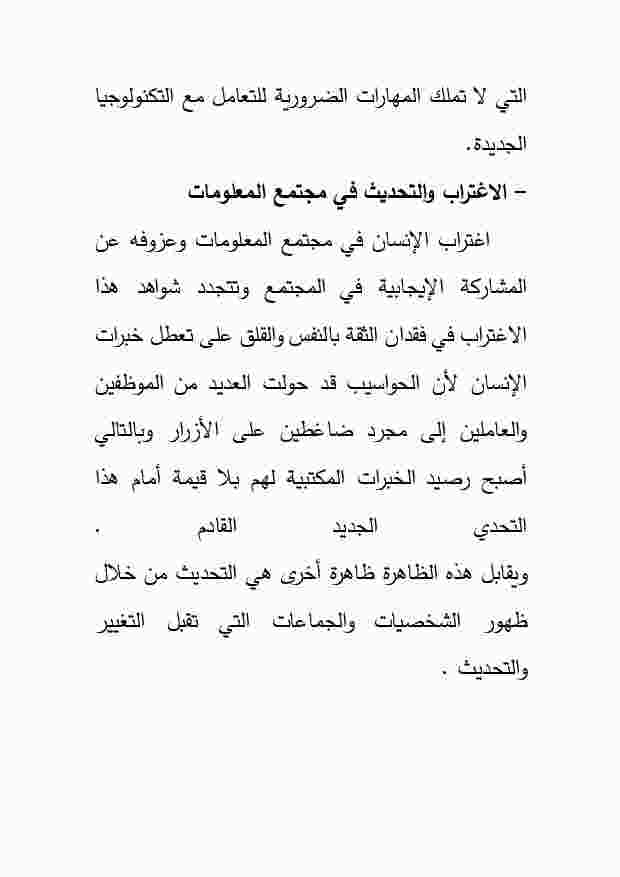 التي لا تملك المهارات الضرورية للتعامل مع التكنولوجيا
الجديدة.
– الاغتراب والتحديث في مجتمع المعلومات
اغتراب الإنسان في مجتمع المعلومات وعزوفه عن
المشاركة الإيجابية في المجتمع وتتجدد شواهد هذا
الاغتراب في فقدان الثقة بالنفس والقلق على تعطل خبرات
الإنسان لأن الحواسيب قد حولت العديد من الموظفين
والعاملين إلى مجرد ضاغطين على الأزرار وبالتالي
أصبح رصيد الخبرات المكتبية لهم بلا قيمة أمام هذا
التحدي الجديد القادم .
ويقابل هذه الظاهرة ظاهرة أخرى هي التحديث من خلال
ظهور الشخصيات والجماعات التي تقبل التغيير
والتحديث .